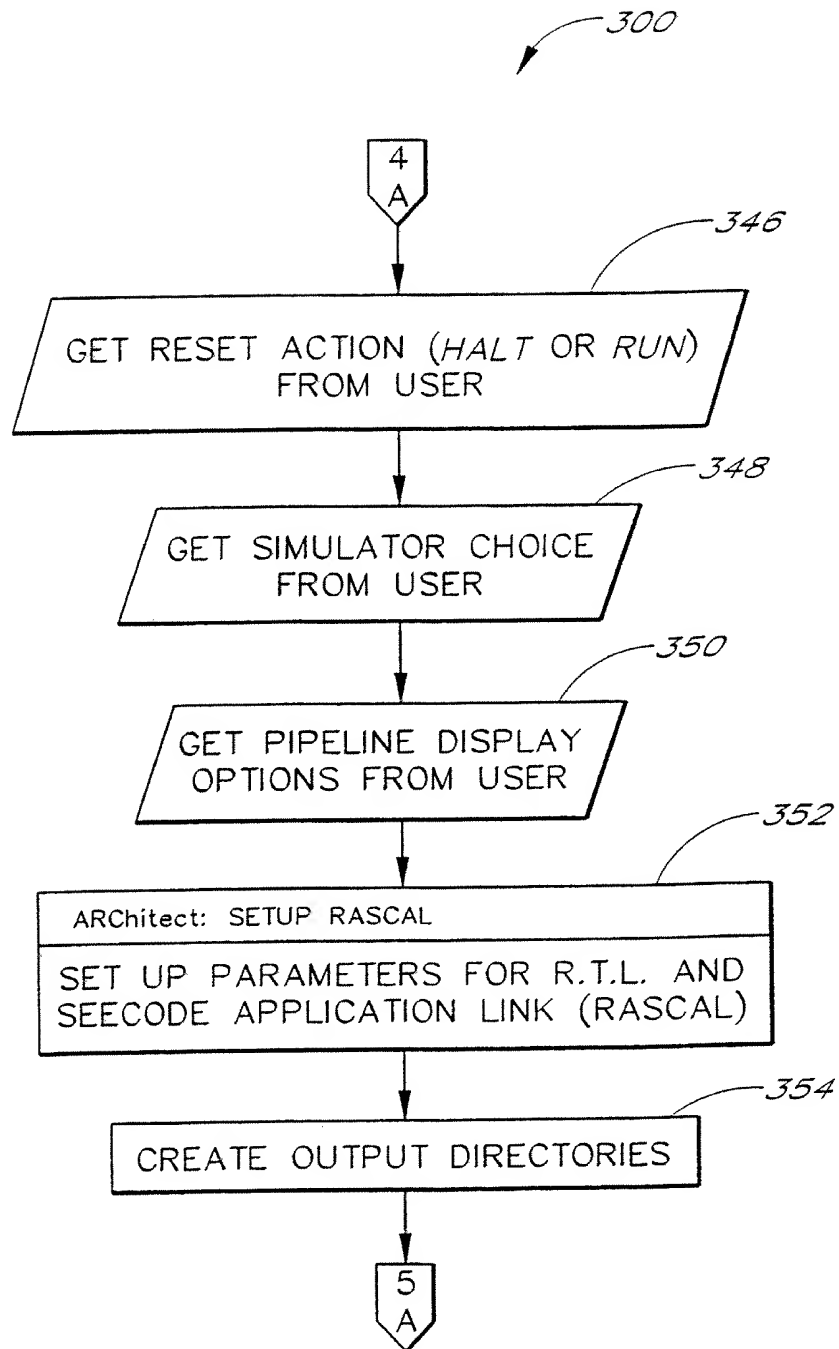 300
4
A
346
GET RESET ACTION (HALT OR RUN)
FROM USER
348
GET SIMULATOR CHOICE
FROM USER
350
GET PIPELINE DISPLAY
OPTIONS FROM USER
352
ARChitect: SETUP RASCAL
SET UP PARAMETERS FOR R.T.L. AND
SEECODE APPLICATION LINK (RASCAL)
354
CREATE OUTPUT DIRECTORIES
5
A